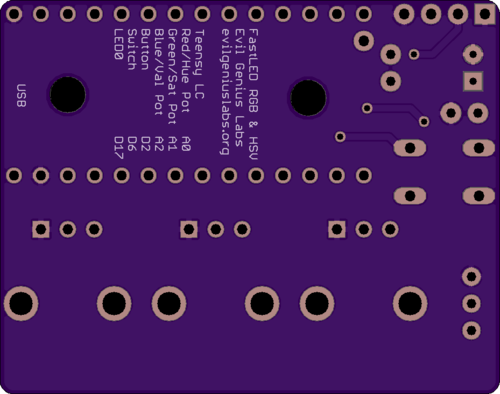 FastLED RGB & HSV
Evil Genius Labs
evilgeniuslabs.org
Teensy LC
Red/Hue Pot A0
Green/Sat Pot A1
Blue/Val Pot A2
Button D2
Switch D6
LED0 D17
USB